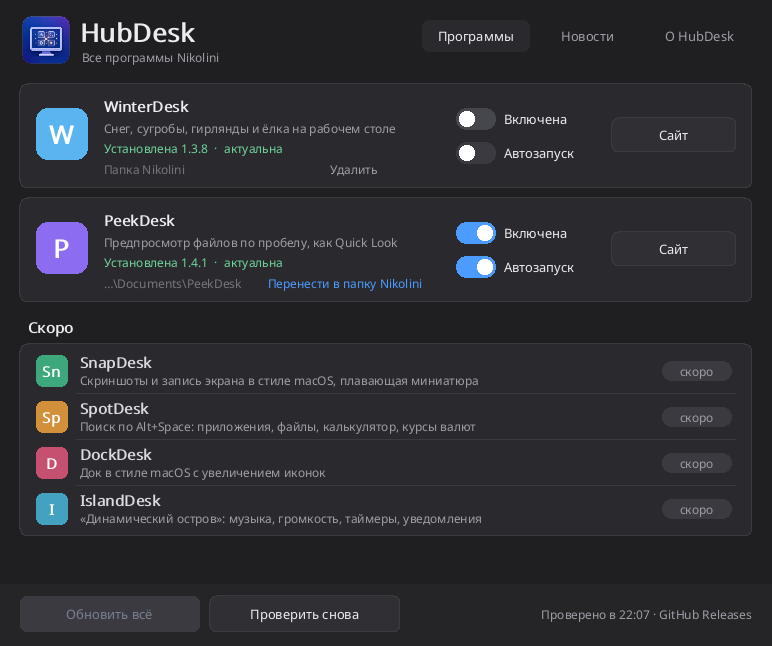 HubDesk
Все программы Nikolini
Программы
Новости
О HubDesk
W
WinterDesk
Снег, сугробы, гирлянды и ёлка на рабочем столе
Установлена 1.3.8 · актуальна
Папка Nikolini
Удалить
Включена
Автозапуск
Сайт
P
PeekDesk
Предпросмотр файлов по пробелу, как Quick Look
Установлена 1.4.1 · актуальна
...\Documents\PeekDesk
Перенести в папку Nikolini
Включена
Автозапуск
Сайт
Скоро
Sn
SnapDesk
Скриншоты и запись экрана в стиле macOS, плавающая миниатюра
скоро
Sp
SpotDesk
Поиск по Alt+Space: приложения, файлы, калькулятор, курсы валют
скоро
D
DockDesk
Док в стиле macOS с увеличением иконок
скоро
I
IslandDesk
«Динамический остров»: музыка, громкость, таймеры, уведомления
скоро
Обновить всё
Проверить снова
Проверено в 22:07 · GitHub Releases